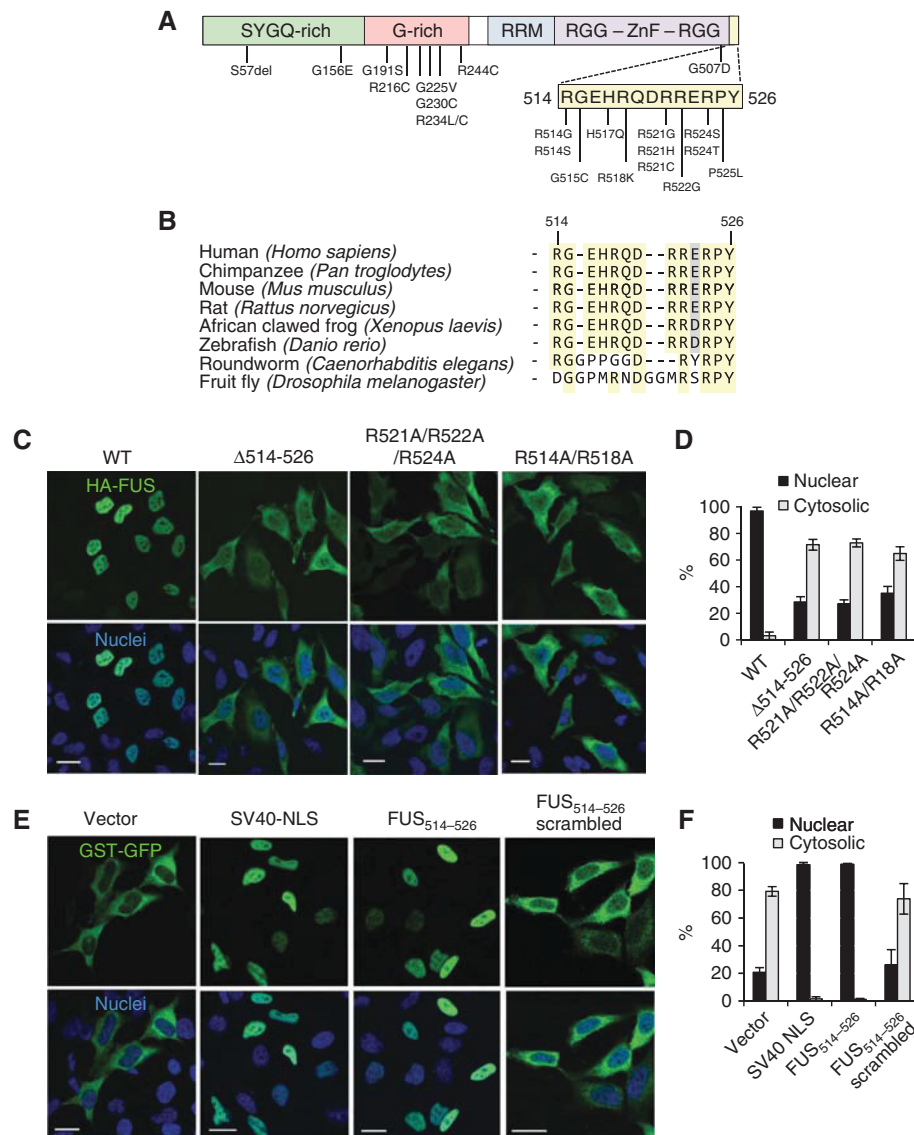 A
SYGQ-rich G-rich RRM RGG – ZnF – RGG
S57del G156E G191S R244C G507D
R216C G225V
G230C
R234L/C
514 RGEHRQDRRERPY 526
R514G H517Q R521G R524S
R514S R521H R524T
G515C R518K R521C P525L
R522G
B
514 526
Human (Homo sapiens) - RG-EHRQD--RRERPY
Chimpanzee (Pan troglodytes) - RG-EHRQD--RRERPY
Mouse (Mus musculus) - RG-EHRQD--RRERPY
Rat (Rattus norvegicus) - RG-EHRQD--RRERPY
African clawed frog (Xenopus laevis) - RG-EHRQD--RRDRPY
Zebrafish (Danio rerio) - RG-EHRQD--RRDRPY
Roundworm (Caenorhabditis elegans) - RGGPPGGD---RYRPY
Fruit fly (Drosophila melanogaster) - DGGPMRNDGGMRSRPY
C
WT Δ514-526 R521A/R522A
/R524A R514A/R518A
HA-FUS
Nuclei
D
Nuclear
Cytosolic
100
80
60
40
20
0
%
WT
Δ514-526
R521A/R522A/
R524A
R514A/R18A
E
Vector SV40-NLS FUS514–526 FUS514–526
scrambled
GST-GFP
Nuclei
F
Nuclear
Cytosolic
100
80
60
40
20
0
%
Vector
SV40 NLS
FUS514–526
FUS514–526
scrambled